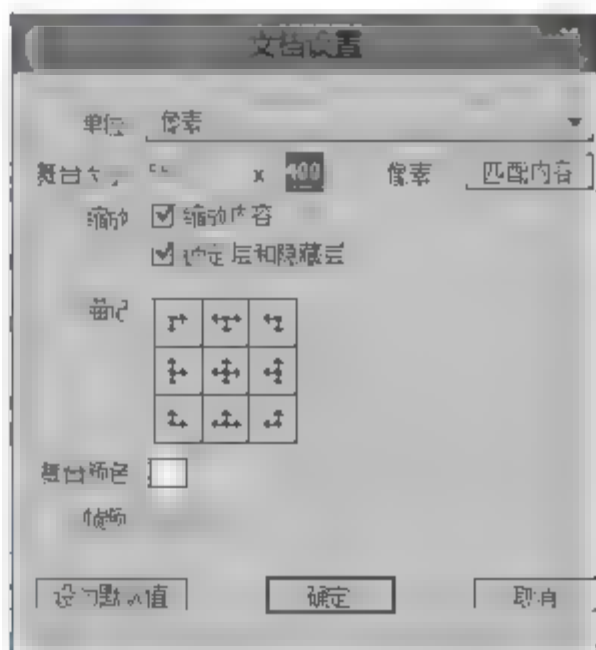 文档设置
单位 像素
舞台大小 x 400 像素 匹配内容
缩放 缩放内容
锁定层和隐藏层
锚记
舞台颜色
帧频
设为默认值 确定 取消